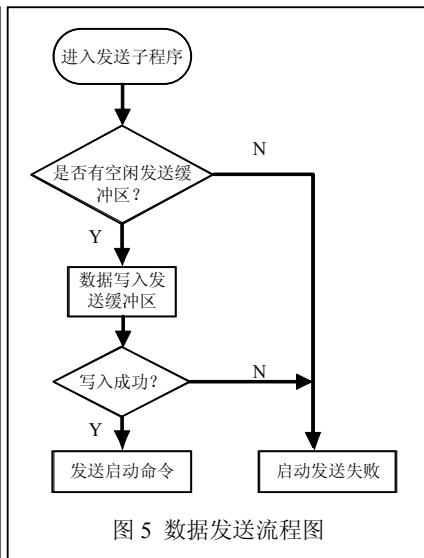 进入发送子程序
是否有空闲发送缓
冲区？
N
Y
数据写入发
送缓冲区
写入成功？
N
Y
发送启动命令
启动发送失败
图 5 数据发送流程图